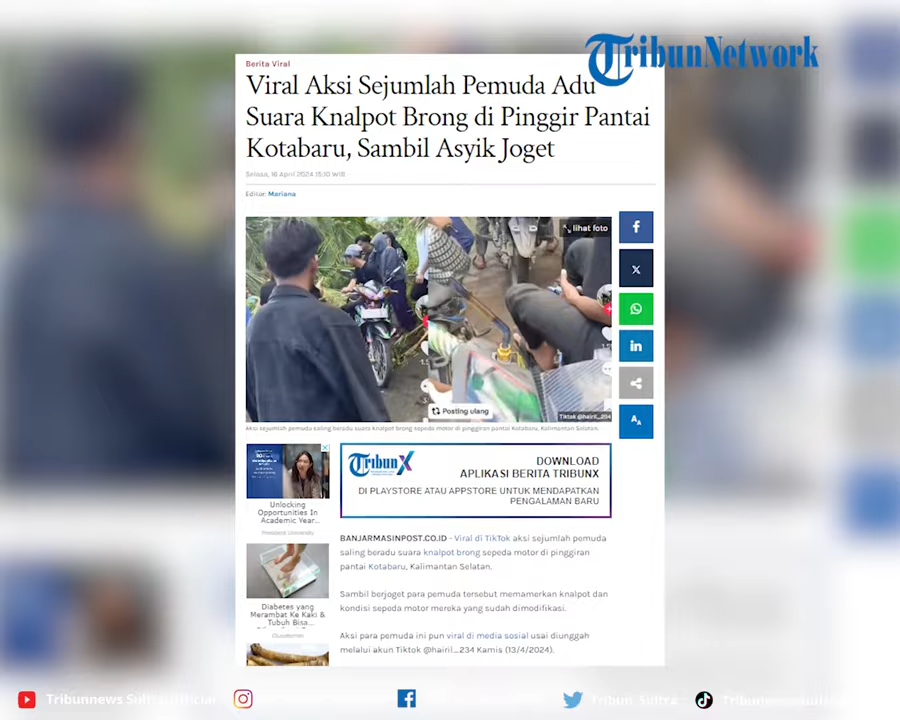 TribunNetwork
Berita Viral
Viral Aksi Sejumlah Pemuda Adu
Suara Knalpot Brong di Pinggir Pantai
Kotabaru, Sambil Asyik Joget
Selasa, 16 April 2024 15:10 WIB
Editor: Mariana
lihat foto
Posting ulang
Tiktok @hairil_234
Aksi sejumlah pemuda saling beradu suara knalpot brong sepeda motor di pinggiran pantai Kotabaru, Kalimantan Selatan.
TribunX
DOWNLOAD
APLIKASI BERITA TRIBUNX
DI PLAYSTORE ATAU APPSTORE UNTUK MENDAPATKAN
PENGALAMAN BARU
Unlocking
Opportunities In
Academic Year...
President University
Diabetes yang
Merambat Ke Kaki &
Tubuh Bisa...
BANJARMASINPOST.CO.ID - Viral di TikTok aksi sejumlah pemuda
saling beradu suara knalpot brong sepeda motor di pinggiran
pantai Kotabaru, Kalimantan Selatan.
Sambil berjoget para pemuda tersebut memamerkan knalpot dan
kondisi sepeda motor mereka yang sudah dimodifikasi.
Aksi para pemuda ini pun viral di media sosial usai diunggah
melalui akun Tiktok @hairil_234 Kamis (13/4/2024).
Tribunnews Sultra Official
Tribun_Sultra